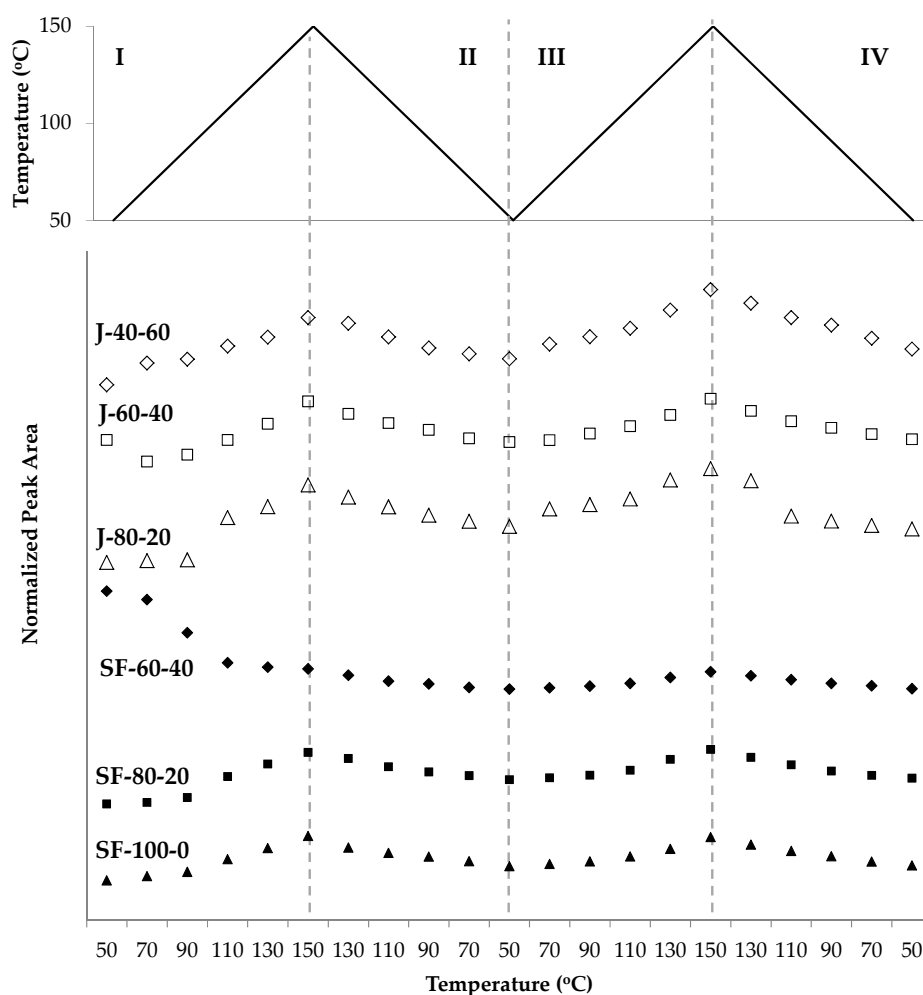 150
I
II
III
IV
100
50
Temperature (ºC)
J-40-60
J-60-40
J-80-20
SF-60-40
SF-80-20
SF-100-0
Normalized Peak Area
50 70 90 110 130 150 130 110 90 70 50 70 90 110 130 150 130 110 90 70 50
Temperature (ºC)